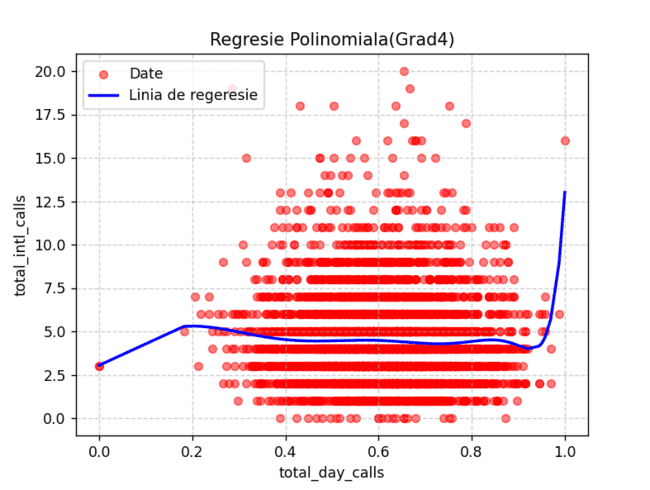 Regresie Polinomiala(Grad4)
Date
Linia de regeresie
total_intl_calls
20.0
17.5
15.0
12.5
10.0
7.5
5.0
2.5
0.0
0.0 0.2 0.4 0.6 0.8 1.0
total_day_calls